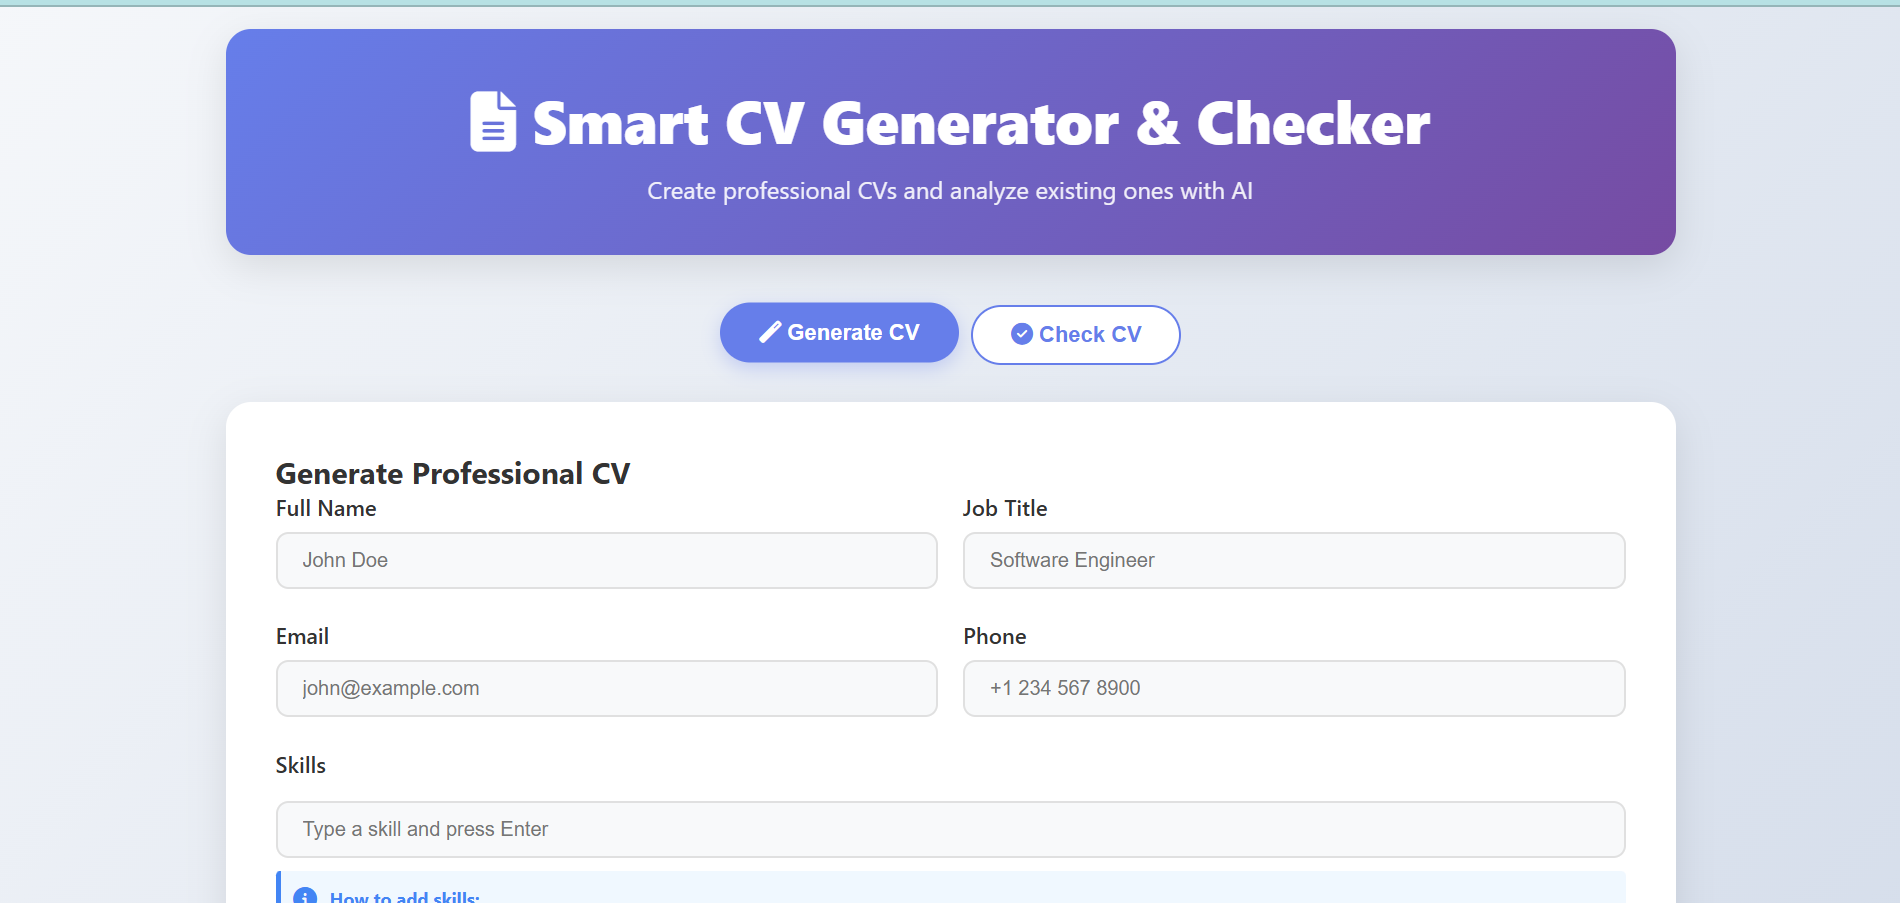 Smart CV Generator & Checker
Create professional CVs and analyze existing ones with AI
Generate CV
Check CV
Generate Professional CV
Full Name
Job Title
John Doe
Software Engineer
Email
Phone
john@example.com
+1 234 567 8900
Skills
Type a skill and press Enter
How to add skills: